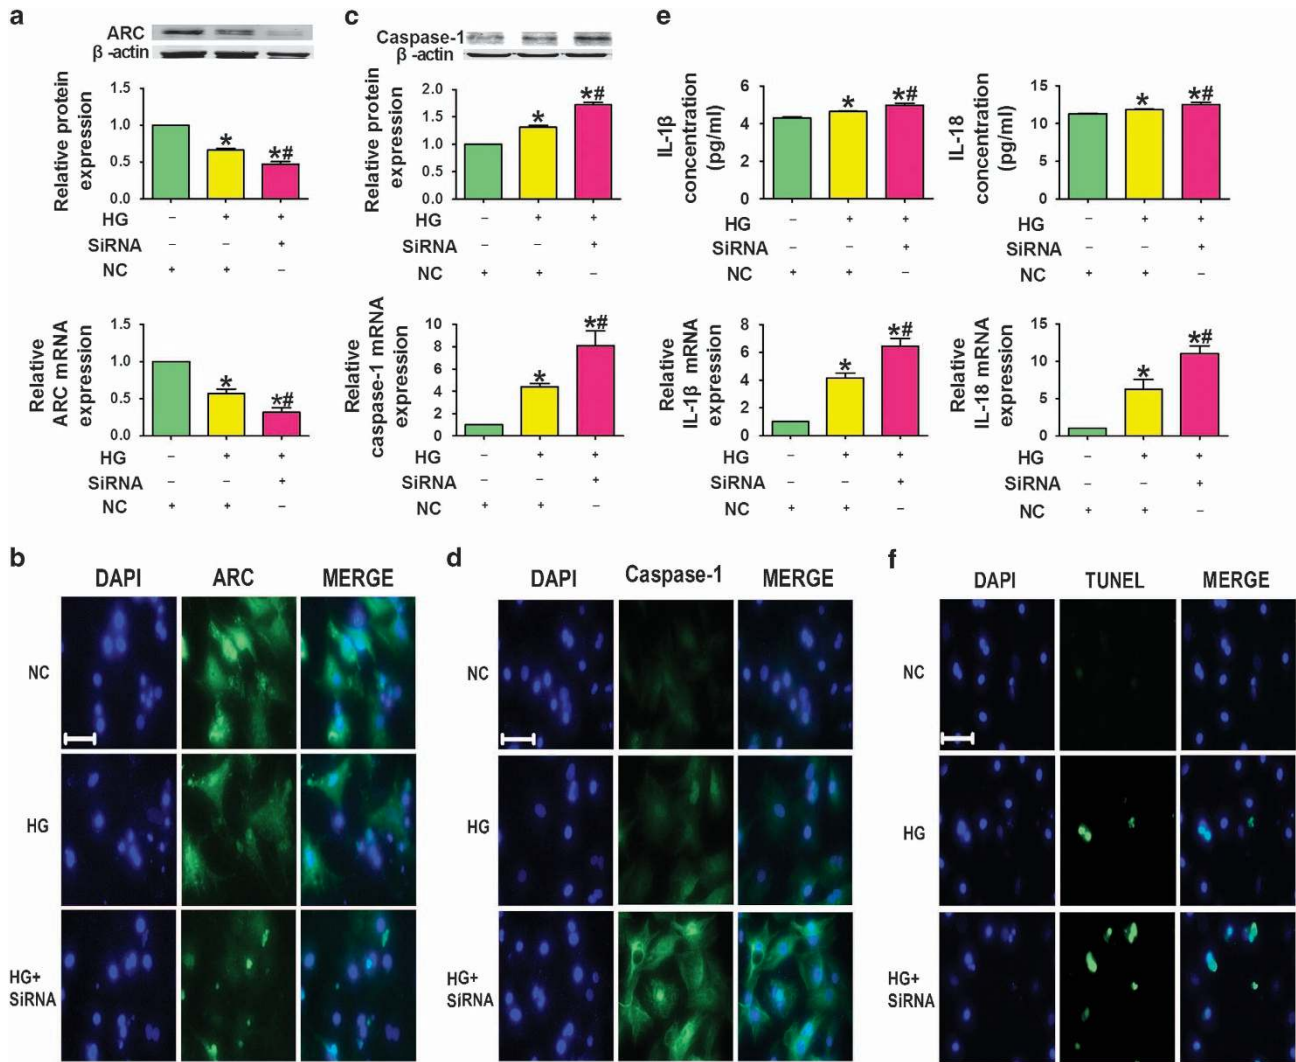 a
ARC
β -actin
Relative protein
expression
1.5
1.0
0.5
0.0
*
*#
HG – + +
SiRNA – – +
NC + + –
Relative
ARC mRNA
expression
1.5
1.0
0.5
0.0
*
*#
HG – + +
SiRNA – – +
NC + + –
c
Caspase-1
β -actin
Relative protein
expression
2.0
1.5
1.0
0.5
0.0
*
*#
HG – + +
SiRNA – – +
NC + + –
Relative
caspase-1 mRNA
expression
10
8
6
4
2
0
*
*#
HG – + +
SiRNA – – +
NC + + –
e
IL-1β
concentration
(pg/ml)
6
4
2
0
*
*#
HG – + +
SiRNA – – +
NC + + –
IL-18
concentration
(pg/ml)
15
10
5
0
*
*#
HG – + +
SiRNA – – +
NC + + –
Relative
IL-1β mRNA
expression
8
6
4
2
0
*
*#
HG – + +
SiRNA – – +
NC + + –
Relative
IL-18 mRNA
expression
15
10
5
0
*
*#
HG – + +
SiRNA – – +
NC + + –
b
DAPI ARC MERGE
NC
HG
HG+
SiRNA
d
DAPI Caspase-1 MERGE
NC
HG
HG+
SiRNA
f
DAPI TUNEL MERGE
NC
HG
HG+
SiRNA